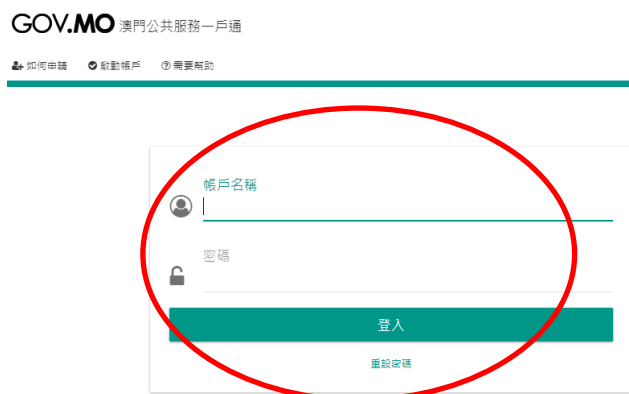 GOV.MO 澳門公共服務一戶通
如何申請 啟動帳戶 需要幫助
帳戶名稱
密碼
登入
重設密碼